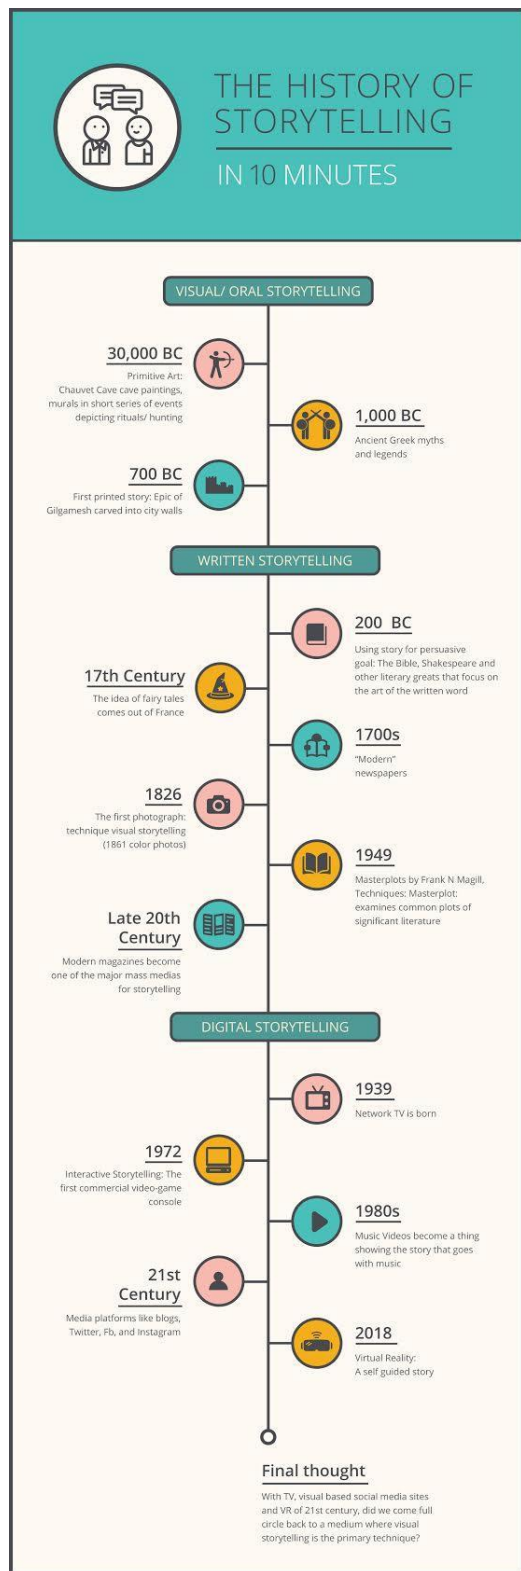 THE HISTORY OF
STORYTELLING
IN 10 MINUTES
VISUAL/ ORAL STORYTELLING
30,000 BC
Primitive Art:
Chauvet Cave cave paintings,
murals in short series of events
depicting rituals/ hunting
1,000 BC
Ancient Greek myths
and legends
700 BC
First printed story: Epic of
Gilgamesh carved into city walls
WRITTEN STORYTELLING
200 BC
Using story for persuasive
goal: The Bible, Shakespeare and
other literary greats that focus on
the art of the written word
17th Century
The idea of fairy tales
comes out of France
1700s
“Modern”
newspapers
1826
The first photograph:
technique visual storytelling
(1861 color photos)
1949
Masterplots by Frank N Magill,
Techniques: Masterplot:
examines common plots of
significant literature
Late 20th
Century
Modern magazines become
one of the major mass medias
for storytelling
DIGITAL STORYTELLING
1939
Network TV is born
1972
Interactive Storytelling: The
first commercial video-game
console
1980s
Music Videos become a thing
showing the story that goes
with music
21st
Century
Media platforms like blogs,
Twitter, Fb, and Instagram
2018
Virtual Reality:
A self guided story
Final thought
With TV, visual based social media sites
and VR of 21st century, did we come full
circle back to a medium where visual
storytelling is the primary technique?